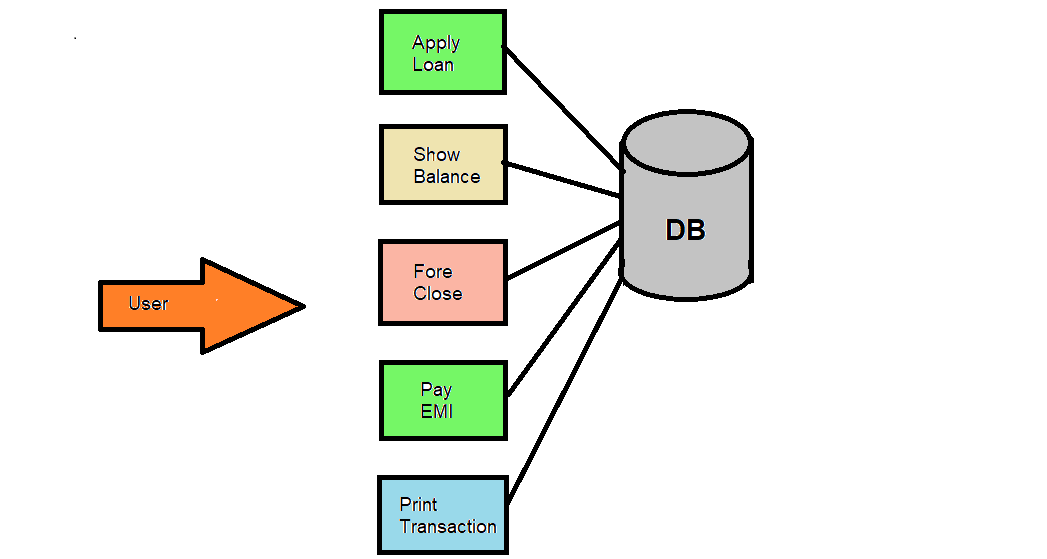 Apply
Loan
Show
Balance
DB
Fore
Close
User
Pay
EMI
Print
Transaction